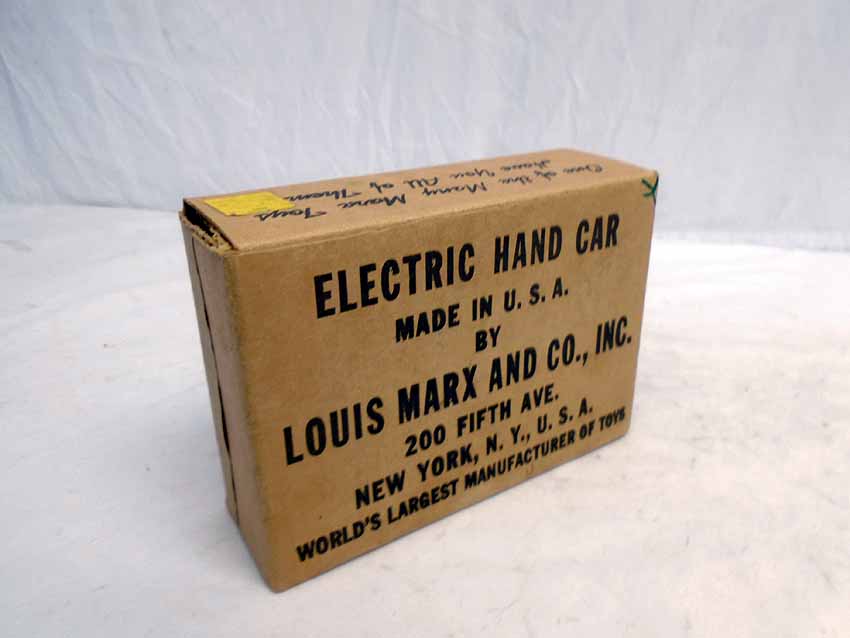 One of the Many Marx Toys
Have You All of Them
ELECTRIC HAND CAR
MADE IN U. S. A.
BY
LOUIS MARX AND CO., INC.
200 FIFTH AVE.
NEW YORK, N. Y., U. S. A.
WORLD'S LARGEST MANUFACTURER OF TOYS